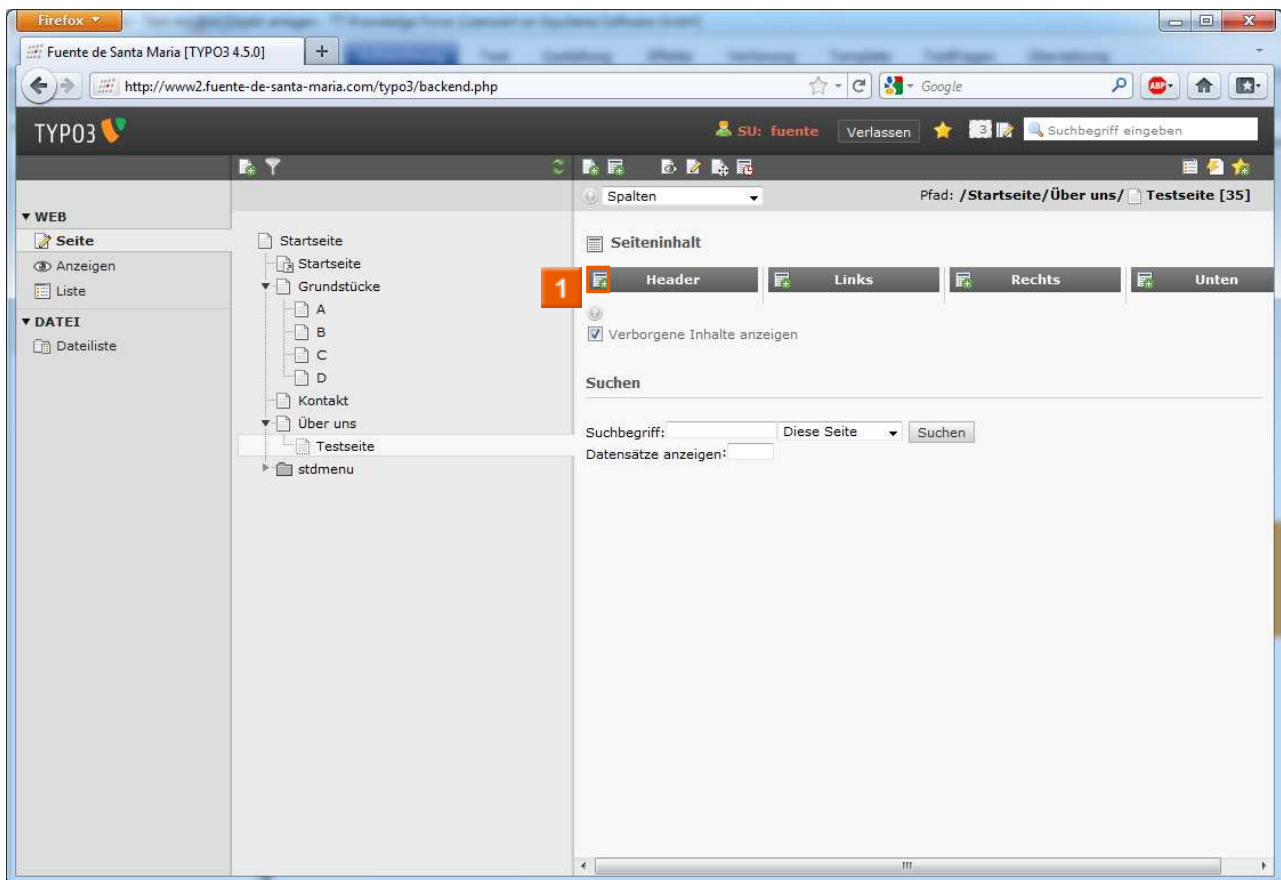 Firefox
Fuente de Santa Maria [TYPO3 4.5.0] +
http://www2.fuente-de-santa-maria.com/typo3/backend.php Google ABP
TYPO3 SU: fuente Verlassen 3 Suchbegriff eingeben
Spalten Pfad: /Startseite/Über uns/ Testseite [35]
WEB
Seite
Anzeigen
Liste
DATEI
Dateiliste
Startseite
Startseite
Grundstücke
A
B
C
D
Kontakt
Über uns
Testseite
stdmenu
Seiteninhalt
1 Header Links Rechts Unten
Verborgene Inhalte anzeigen
Suchen
Suchbegriff: Diese Seite Suchen
Datensätze anzeigen: